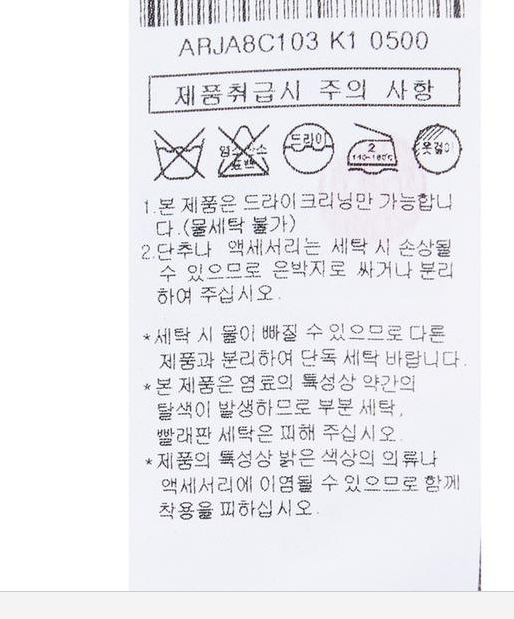 ARJA8C103 K1 0500
제품취급시 주의 사항
염소 산소 표백
드라이
2
140~160℃
옷걸이
1.본 제품은 드라이크리닝만 가능합니
다.(물세탁 불가)
2.단추나 액세서리는 세탁 시 손상될
수 있으므로 은박지로 싸거나 분리
하여 주십시오.
*세탁 시 물이 빠질 수있으므로 다른
제품과 분리하여 단독 세탁 바랍니다.
*본 제품은 염료의 특성상 약간의
탈색이 발생하므로 부분 세탁,
빨래판 세탁은 피해 주십시오.
*제품의 특성상 밝은 색상의 의류나
액세서리에 이염될 수 있으므로 함께
착용을 피하십시오.